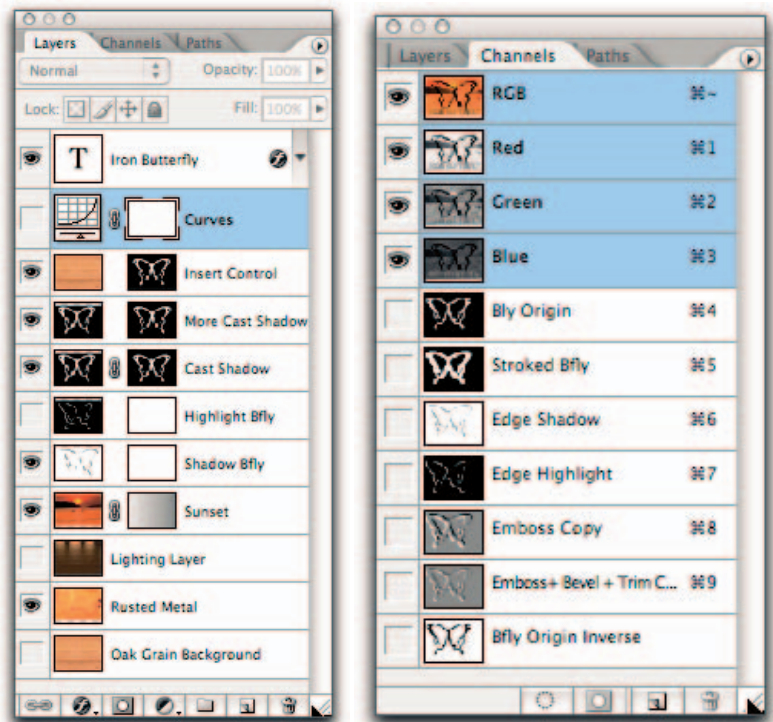 Layers Channels Paths
Normal Opacity: 100%
Lock: Fill: 100%
T Iron Butterfly
Curves
Insert Control
More Cast Shadow
Cast Shadow
Highlight Bfly
Shadow Bfly
Sunset
Lighting Layer
Rusted Metal
Oak Grain Background
Layers Channels Paths
RGB ⌘~
Red ⌘1
Green ⌘2
Blue ⌘3
Bly Origin ⌘4
Stroked Bfly ⌘5
Edge Shadow ⌘6
Edge Highlight ⌘7
Emboss Copy ⌘8
Emboss+ Bevel + Trim C... ⌘9
Bfly Origin Inverse